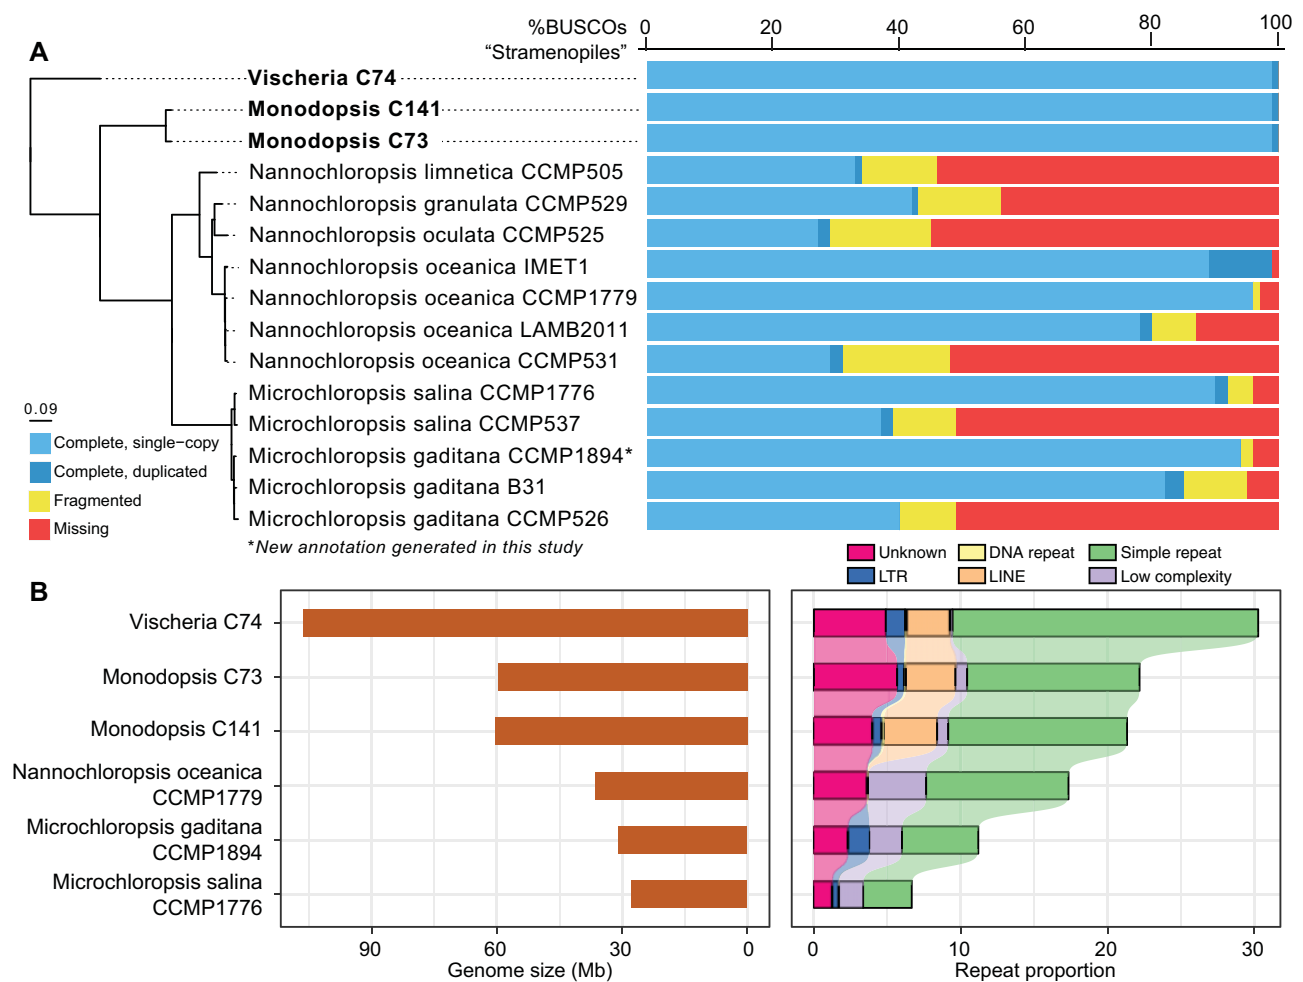 A
%BUSCOs
“Stramenopiles”
0 20 40 60 80 100
Vischeria C74
Monodopsis C141
Monodopsis C73
Nannochloropsis limnetica CCMP505
Nannochloropsis granulata CCMP529
Nannochloropsis oculata CCMP525
Nannochloropsis oceanica IMET1
Nannochloropsis oceanica CCMP1779
Nannochloropsis oceanica LAMB2011
Nannochloropsis oceanica CCMP531
Microchloropsis salina CCMP1776
Microchloropsis salina CCMP537
Microchloropsis gaditana CCMP1894*
Microchloropsis gaditana B31
Microchloropsis gaditana CCMP526
*New annotation generated in this study
0.09
Complete, single−copy
Complete, duplicated
Fragmented
Missing
B
Unknown DNA repeat Simple repeat
LTR LINE Low complexity
Vischeria C74
Monodopsis C73
Monodopsis C141
Nannochloropsis oceanica
CCMP1779
Microchloropsis gaditana
CCMP1894
Microchloropsis salina
CCMP1776
90 60 30 0
Genome size (Mb)
0 10 20 30
Repeat proportion